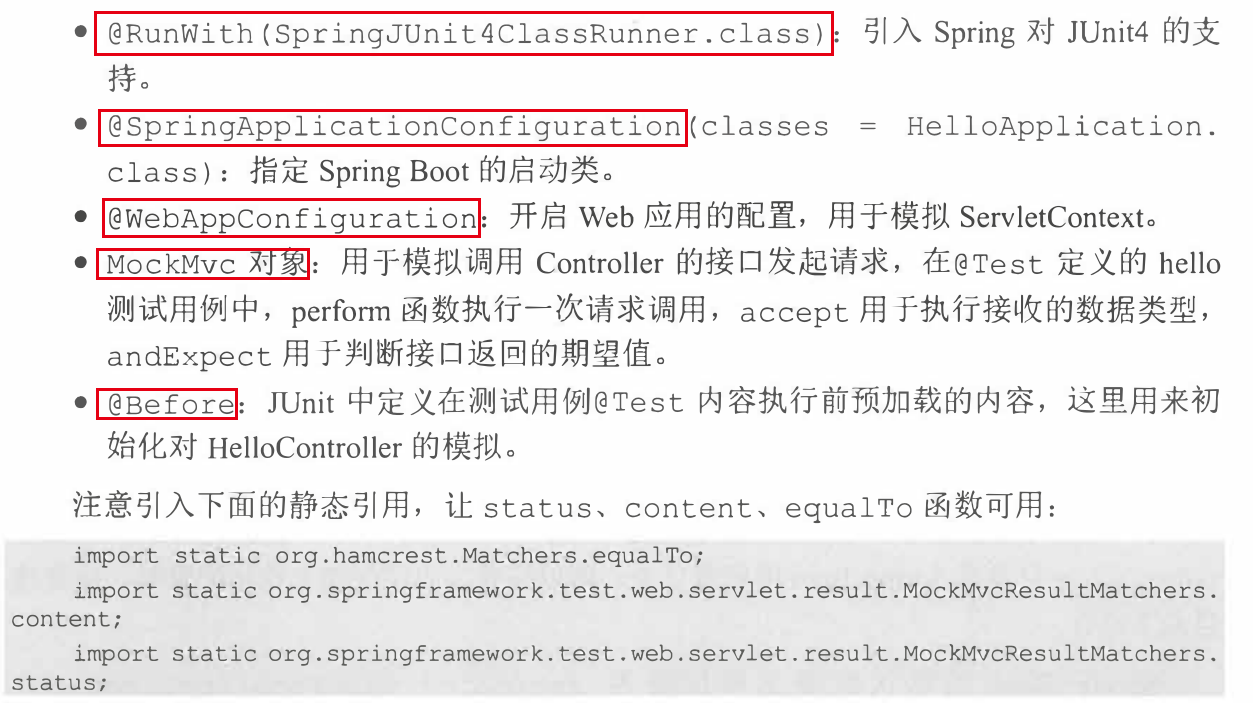 ● @RunWith(SpringJUnit4ClassRunner.class)：引入 Spring 对 JUnit4 的支
持。
● @SpringApplicationConfiguration(classes = HelloApplication.
class)：指定 Spring Boot 的启动类。
● @WebAppConfiguration：开启 Web 应用的配置，用于模拟 ServletContext。
● MockMvc 对象：用于模拟调用 Controller 的接口发起请求，在@Test 定义的 hello
测试用例中，perform 函数执行一次请求调用，accept 用于执行接收的数据类型，
andExpect 用于判断接口返回的期望值。
● @Before：JUnit 中定义在测试用例@Test 内容执行前预加载的内容，这里用来初
始化对 HelloController 的模拟。
注意引入下面的静态引用，让 status、content、equalTo 函数可用：
import static org.hamcrest.Matchers.equalTo;
import static org.springframework.test.web.servlet.result.MockMvcResultMatchers.
content;
import static org.springframework.test.web.servlet.result.MockMvcResultMatchers.
status;